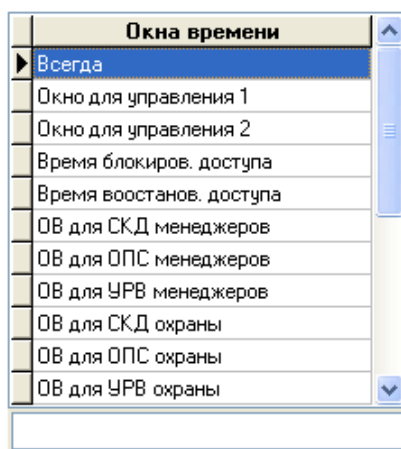 Окна времени
Всегда
Окно для управления 1
Окно для управления 2
Время блокиров. доступа
Время воостанов. доступа
ОВ для СКД менеджеров
ОВ для ОПС менеджеров
ОВ для УРВ менеджеров
ОВ для СКД охраны
ОВ для ОПС охраны
ОВ для УРВ охраны